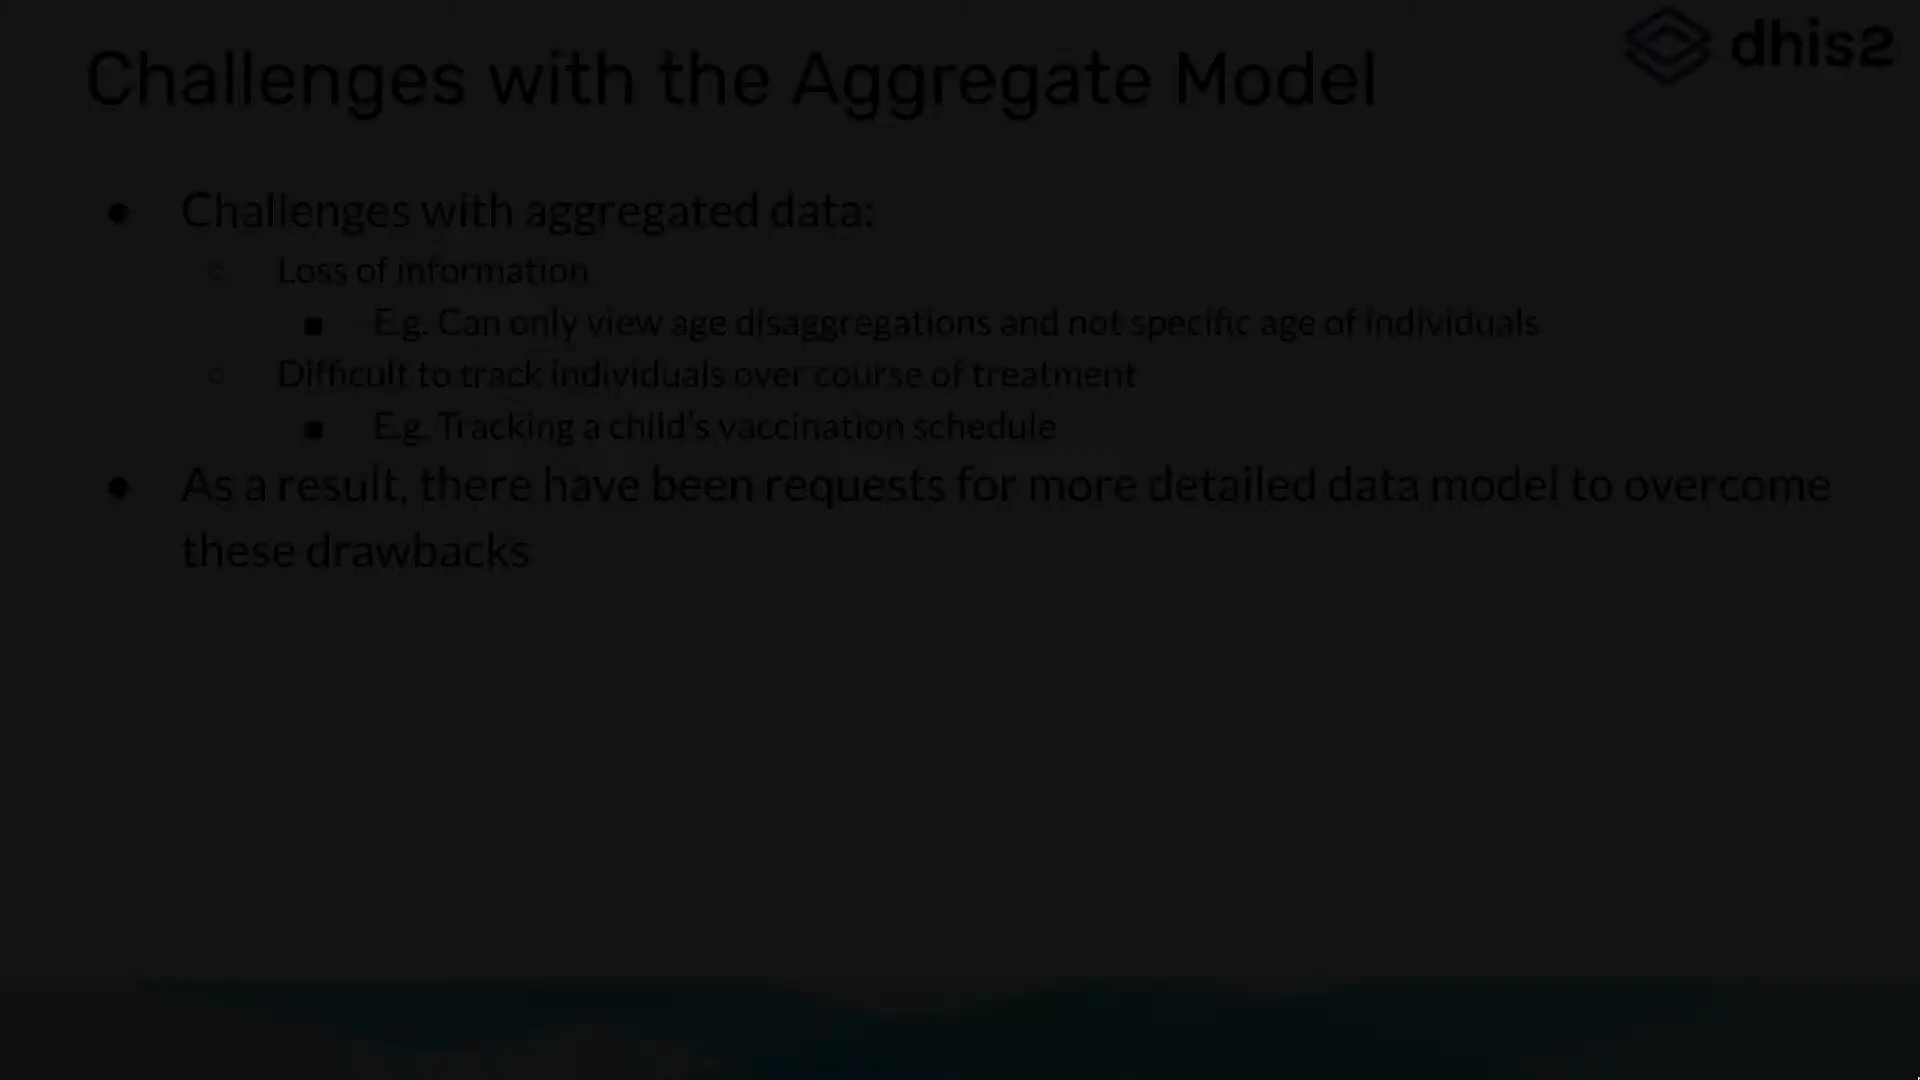 dhis2
Challenges with the Aggregate Model
Challenges with aggregated data:
Loss of information
E.g. Can only view age disaggregations and not specific age of individuals
Difficult to track individuals over course of treatment
E.g. Tracking a child's vaccination schedule
As a result, there have been requests for more detailed data model to overcome
these drawbacks